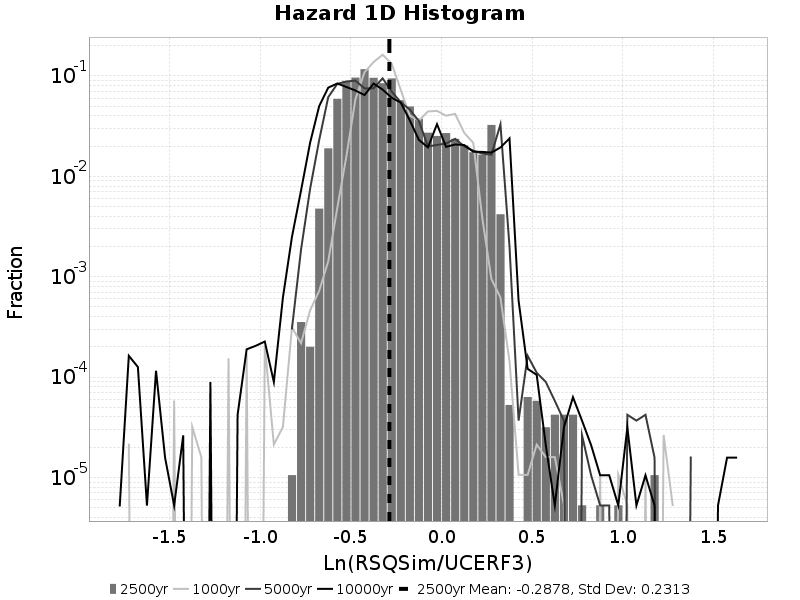 Hazard 1D Histogram
10-1
10-2
10-3
10-4
10-5
Fraction
-1.5 -1.0 -0.5 0.0 0.5 1.0 1.5
Ln(RSQSim/UCERF3)
2500yr 1000yr 5000yr 10000yr 2500yr Mean: -0.2878, Std Dev: 0.2313